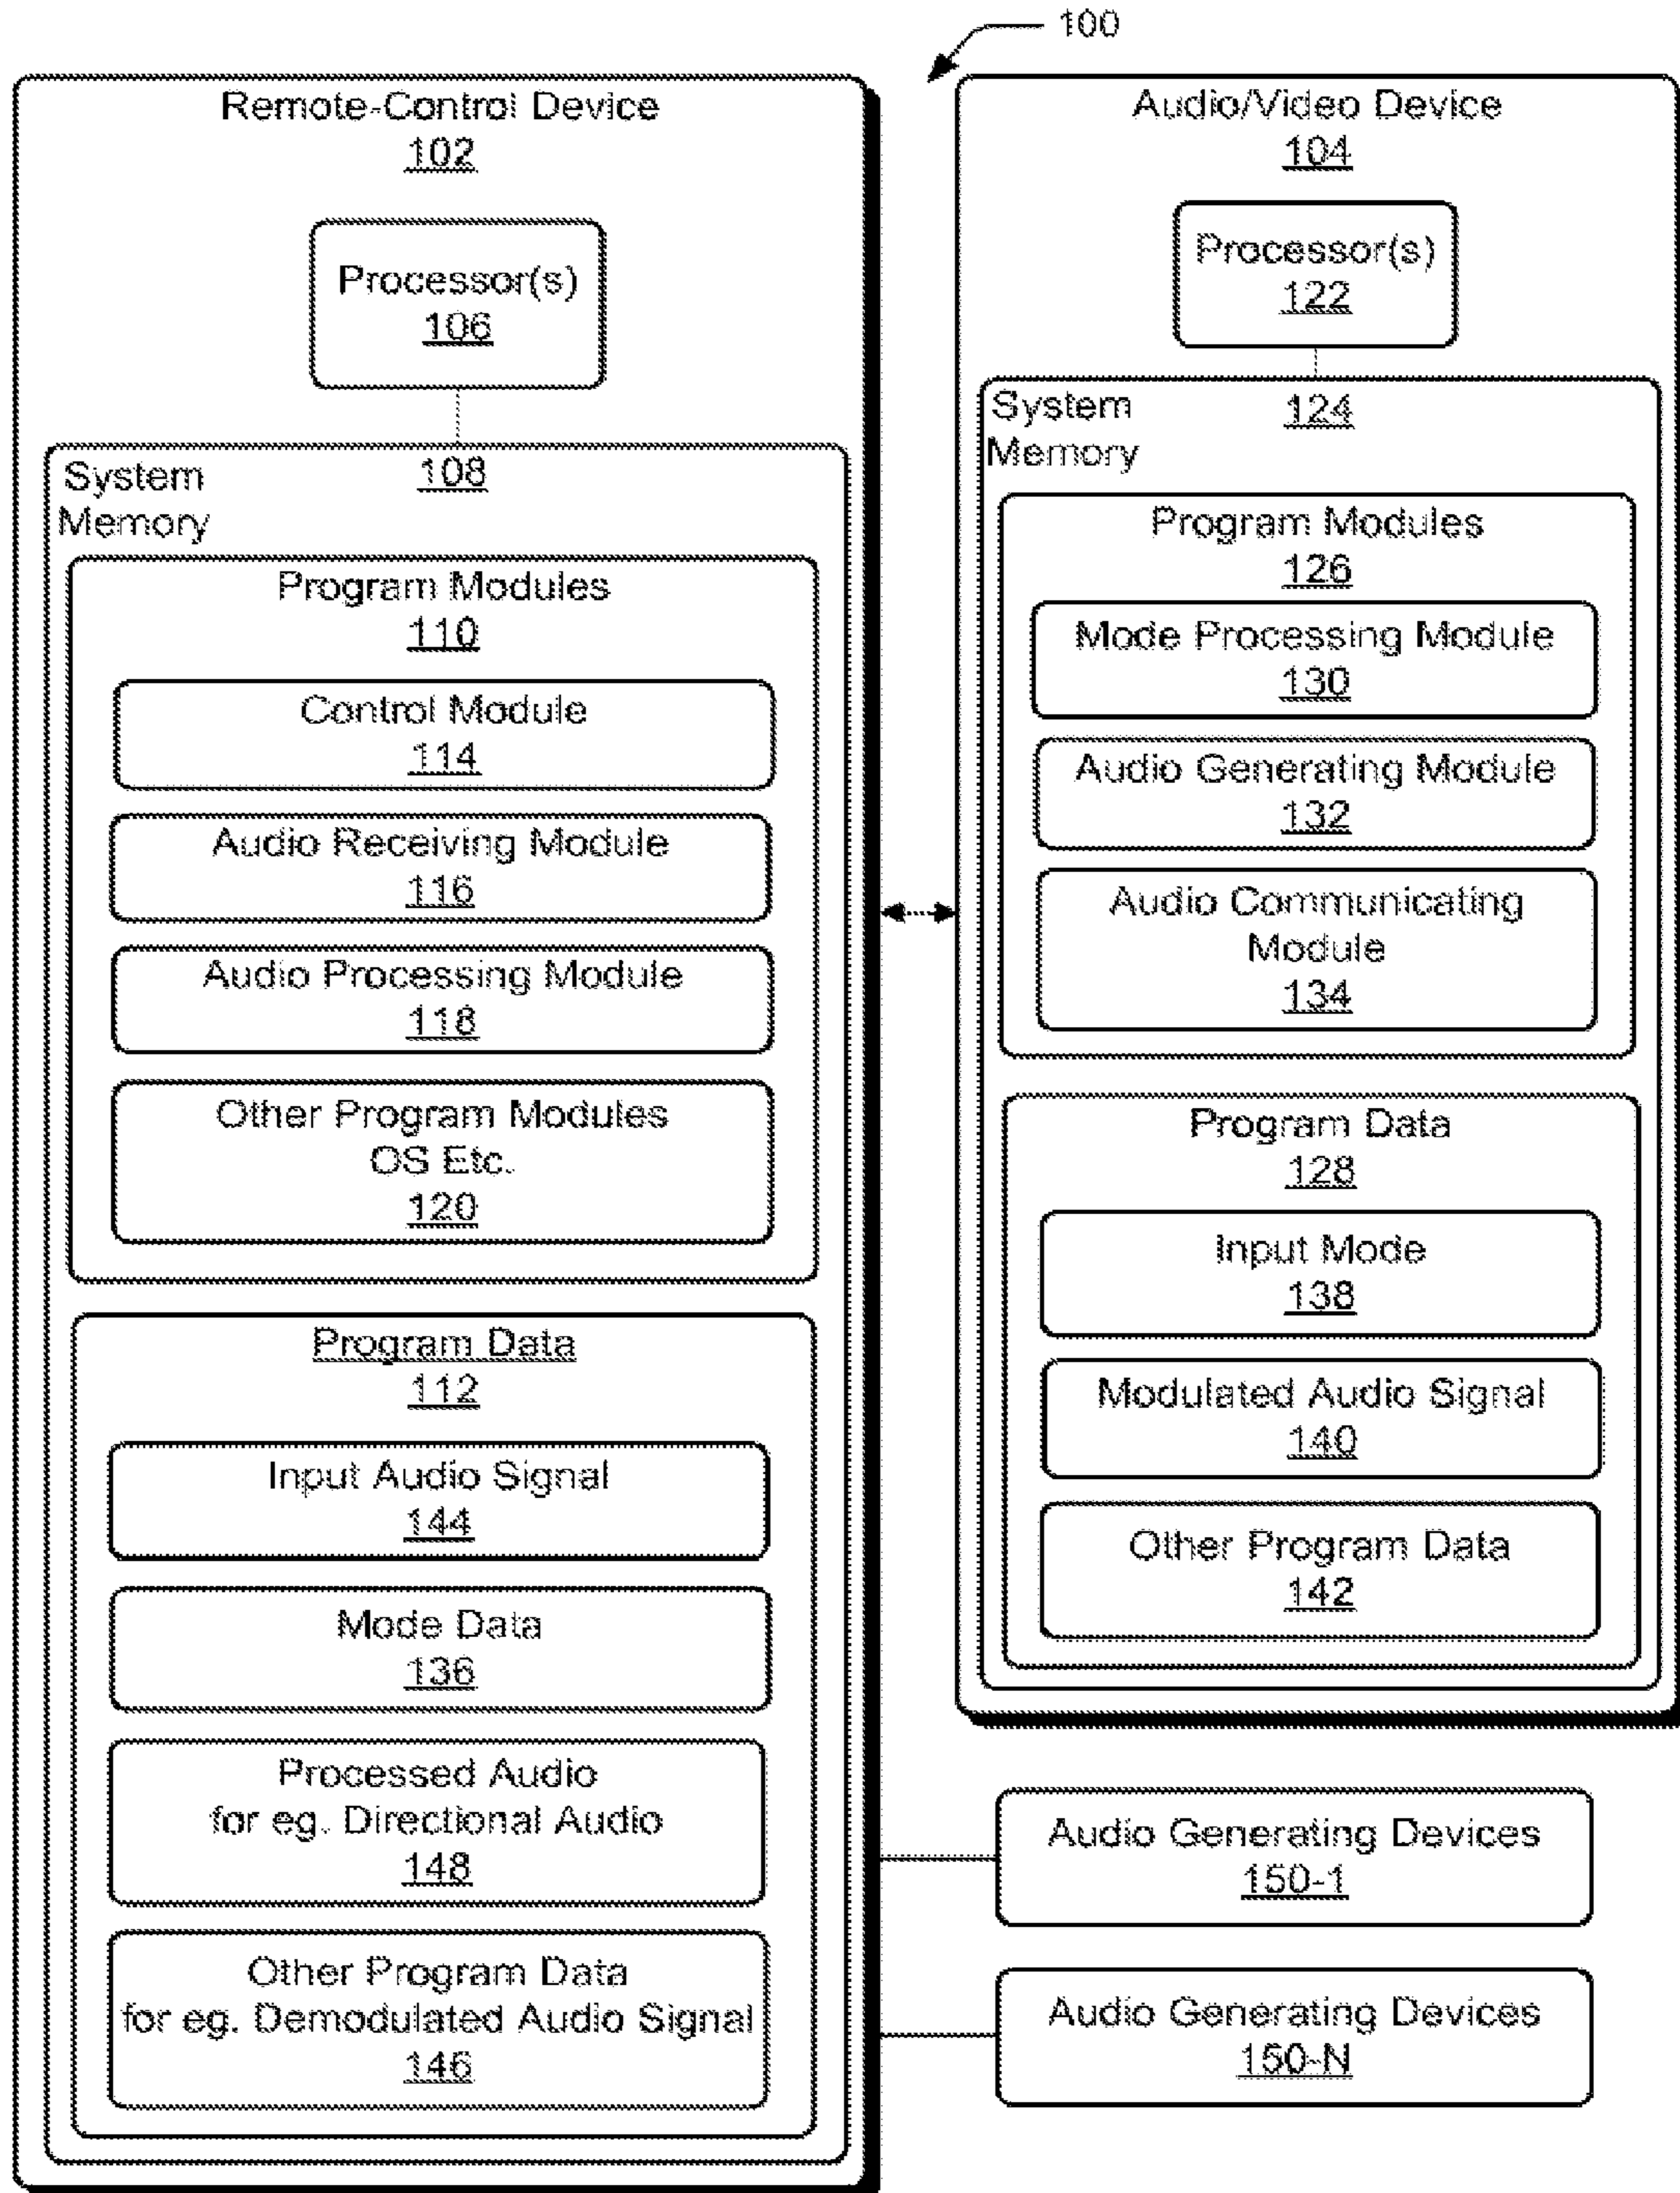 100
Remote-Control Device
102
Processor(s)
106
System
Memory
108
Program Modules
110
Control Module
114
Audio Receiving Module
116
Audio Processing Module
118
Other Program Modules
OS Etc.
120
Program Data
112
Input Audio Signal
144
Mode Data
136
Processed Audio
for eg. Directional Audio
148
Other Program Data
for eg. Demodulated Audio Signal
146
Audio/Video Device
104
Processor(s)
122
System
Memory
124
Program Modules
126
Mode Processing Module
130
Audio Generating Module
132
Audio Communicating
Module
134
Program Data
128
Input Mode
138
Modulated Audio Signal
140
Other Program Data
142
Audio Generating Devices
150-1
Audio Generating Devices
150-N